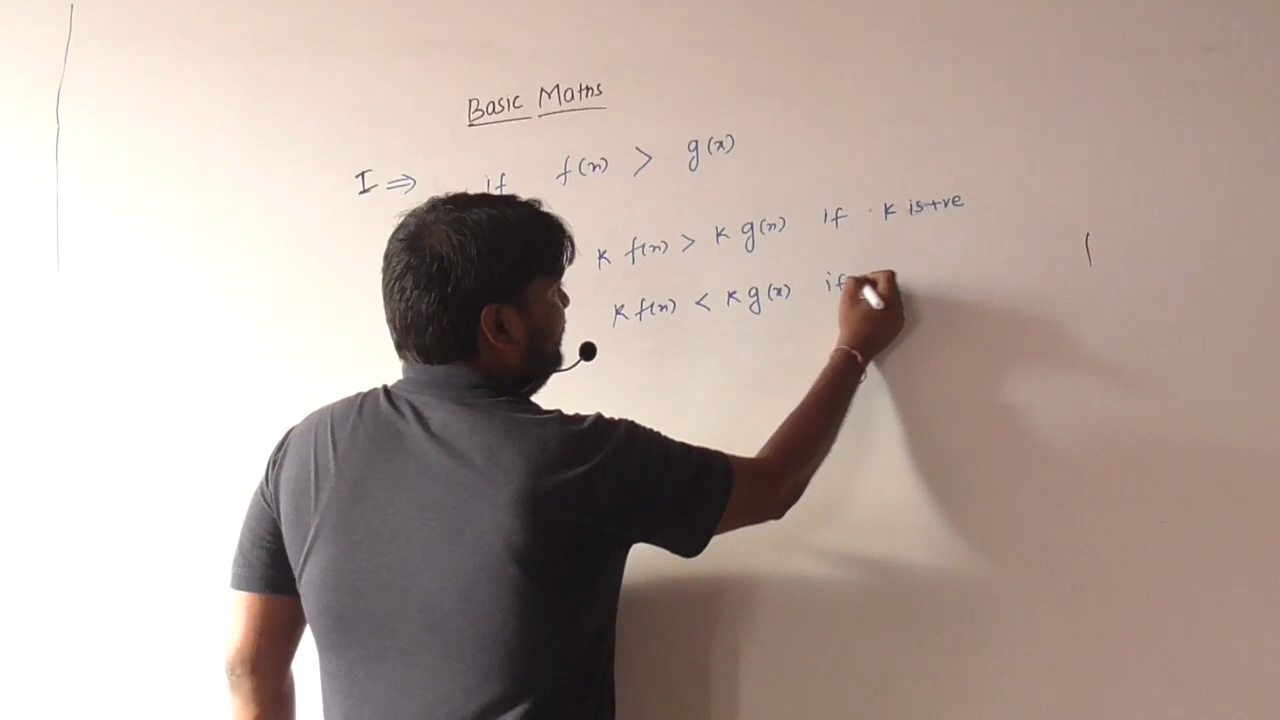 Basic Maths
I ⇒ if f(x) > g(x)
K f(x) > K g(x) if K is +ve
K f(x) < K g(x) if